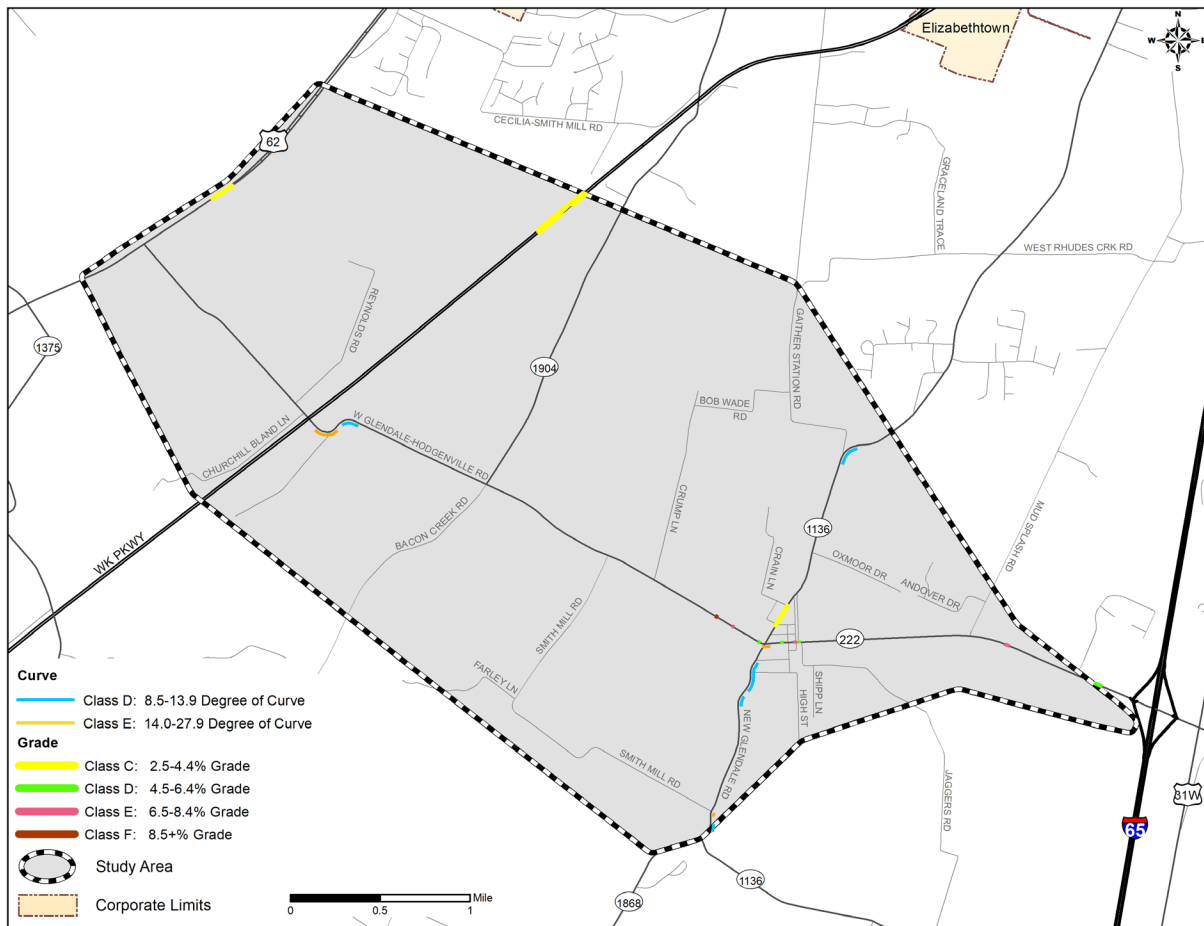 N
W E
S
Elizabethtown
CECILIA-SMITH MILL RD
62
GRACELAND TRACE
WEST RHUDES CRK RD
REYNOLDS RD
GAITHER STATION RD
1375
1904
BOB WADE
RD
W GLENDALE-HODGENVILLE RD
CHURCHILL BLAND LN
CRUMP LN
BACON CREEK RD
WK PKWY
1136
CRAIN LN
OXMOOR DR
ANDOVER DR
MUD SPLASH RD
SMITH MILL RD
222
FARLEY LN
SHIPP LN
HIGH ST
NEW GLENDALE RD
SMITH MILL RD
JAGGERS RD
31W
65
1136
1868
Curve
Class D: 8.5-13.9 Degree of Curve
Class E: 14.0-27.9 Degree of Curve
Grade
Class C: 2.5-4.4% Grade
Class D: 4.5-6.4% Grade
Class E: 6.5-8.4% Grade
Class F: 8.5+% Grade
Study Area
Corporate Limits
Mile
0 0.5 1